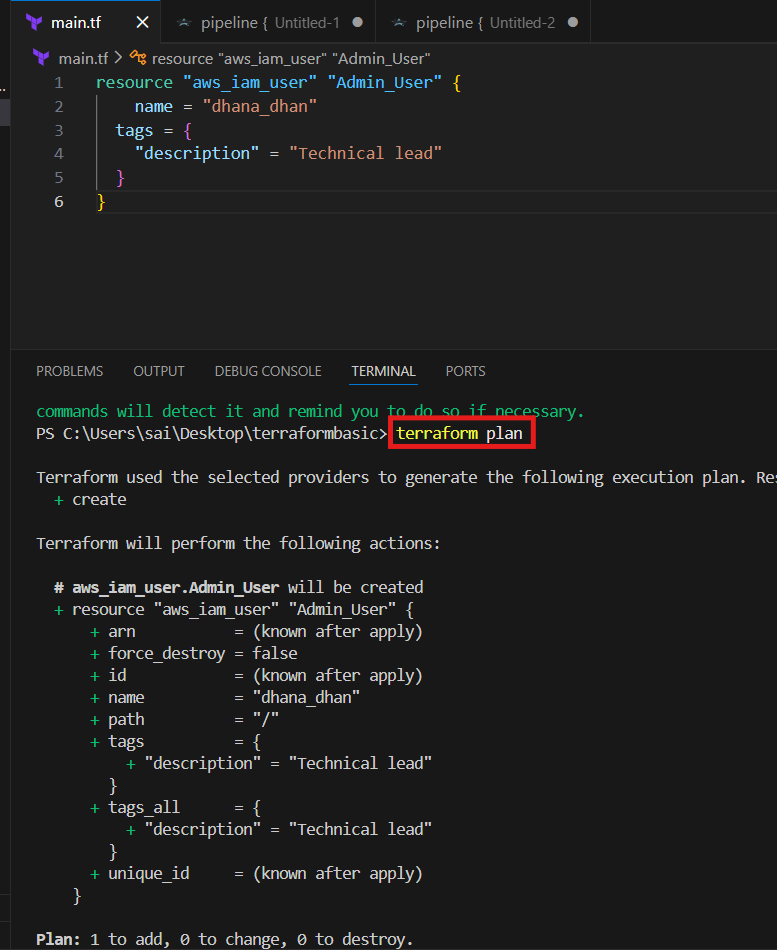 main.tf
pipeline { Untitled-1
pipeline { Untitled-2
main.tf > resource "aws_iam_user" "Admin_User"
1 resource "aws_iam_user" "Admin_User" {
2 name = "dhana_dhan"
3 tags = {
4 "description" = "Technical lead"
5 }
6 }
PROBLEMS OUTPUT DEBUG CONSOLE TERMINAL PORTS
commands will detect it and remind you to do so if necessary.
PS C:\Users\sai\Desktop\terraformbasic> terraform plan
Terraform used the selected providers to generate the following execution plan. Res
+ create
Terraform will perform the following actions:
# aws_iam_user.Admin_User will be created
+ resource "aws_iam_user" "Admin_User" {
+ arn = (known after apply)
+ force_destroy = false
+ id = (known after apply)
+ name = "dhana_dhan"
+ path = "/"
+ tags = {
+ "description" = "Technical lead"
}
+ tags_all = {
+ "description" = "Technical lead"
}
+ unique_id = (known after apply)
}
Plan: 1 to add, 0 to change, 0 to destroy.